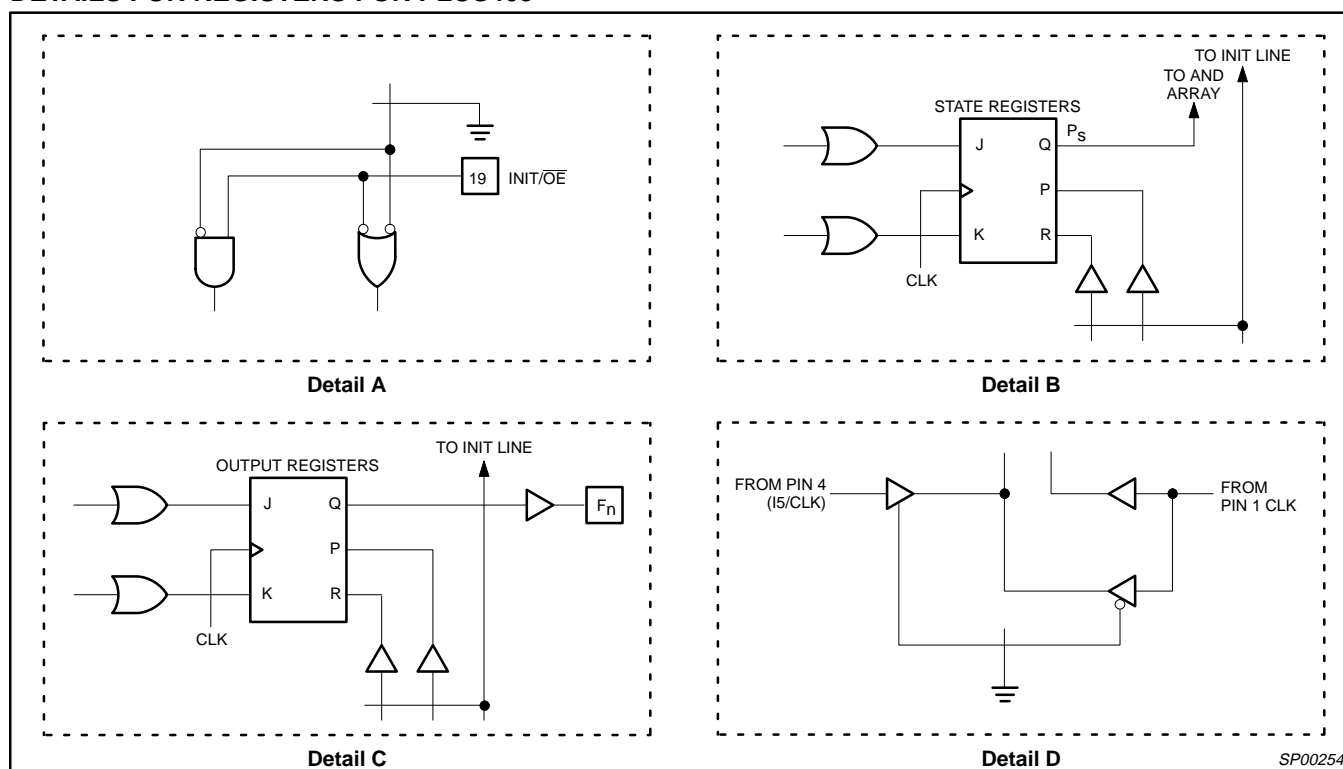 TO INIT LINE
TO AND
ARRAY
STATE REGISTERS
19
INIT/OE
J
Q
Ps
P
K
R
CLK
Detail A
Detail B
TO INIT LINE
OUTPUT REGISTERS
J
Q
Fn
P
K
R
CLK
FROM PIN 4
(I5/CLK)
FROM
PIN 1 CLK
Detail C
Detail D
SP00254